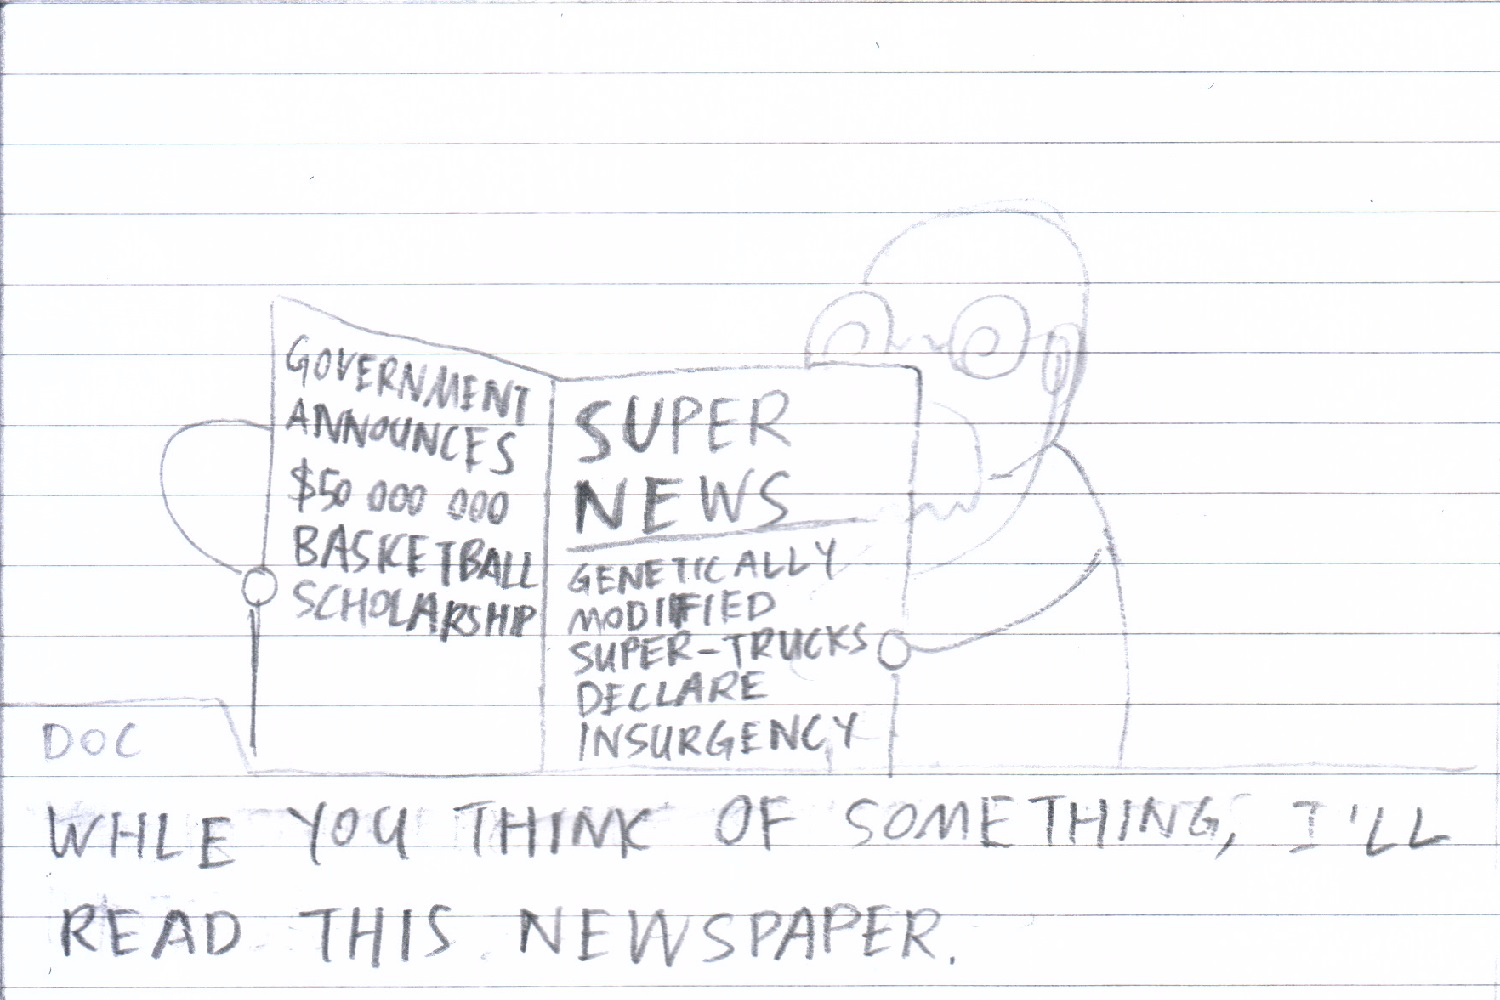 GOVERNMENT
ANNOUNCES
$50 000 000
BASKETBALL
SCHOLARSHIP
SUPER
NEWS
GENETICALLY
MODIFIED
SUPER-TRUCKS
DECLARE
INSURGENCY
DOC
WHLE YOU THINK OF SOMETHING, I'LL
READ THIS NEWSPAPER.